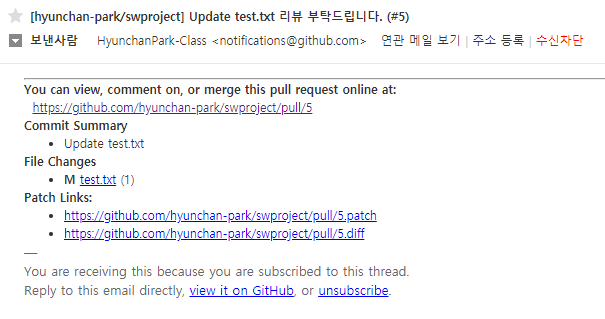 [hyunchan-park/swproject] Update test.txt 리뷰 부탁드립니다. (#5)
보낸사람 HyunchanPark-Class <notifications@github.com> 연관 메일 보기 | 주소 등록 | 수신차단
You can view, comment on, or merge this pull request online at:
https://github.com/hyunchan-park/swproject/pull/5
Commit Summary
• Update test.txt
File Changes
• M test.txt (1)
Patch Links:
• https://github.com/hyunchan-park/swproject/pull/5.patch
• https://github.com/hyunchan-park/swproject/pull/5.diff
—
You are receiving this because you are subscribed to this thread.
Reply to this email directly, view it on GitHub, or unsubscribe.